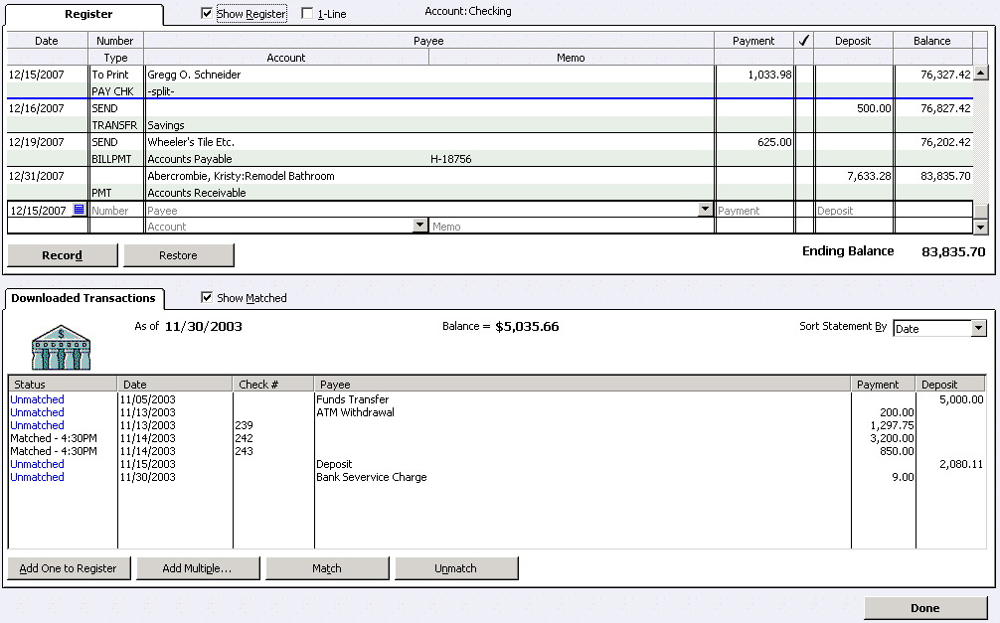 Register Show Register 1-Line Account: Checking
Date Number Payee Payment ✓ Deposit Balance
Type Account Memo
12/15/2007 To Print Gregg O. Schneider 1,033.98 76,327.42
PAY CHK -split-
12/16/2007 SEND 500.00 76,827.42
TRANSFR Savings
12/19/2007 SEND Wheeler's Tile Etc. 625.00 76,202.42
BILLPMT Accounts Payable H-18756
12/31/2007 Abercrombie, Kristy:Remodel Bathroom 7,633.28 83,835.70
PMT Accounts Receivable
12/15/2007 Number Payee Payment Deposit
Account Memo
Record Restore Ending Balance 83,835.70
Downloaded Transactions Show Matched
As of 11/30/2003 Balance = $5,035.66 Sort Statement By Date
Status Date Check # Payee Payment Deposit
Unmatched 11/05/2003 Funds Transfer 5,000.00
Unmatched 11/13/2003 ATM Withdrawal 200.00
Unmatched 11/13/2003 239 1,297.75
Matched - 4:30PM 11/14/2003 242 3,200.00
Matched - 4:30PM 11/14/2003 243 850.00
Unmatched 11/15/2003 Deposit 2,080.11
Unmatched 11/30/2003 Bank Severvice Charge 9.00
Add One to Register Add Multiple... Match Unmatch
Done